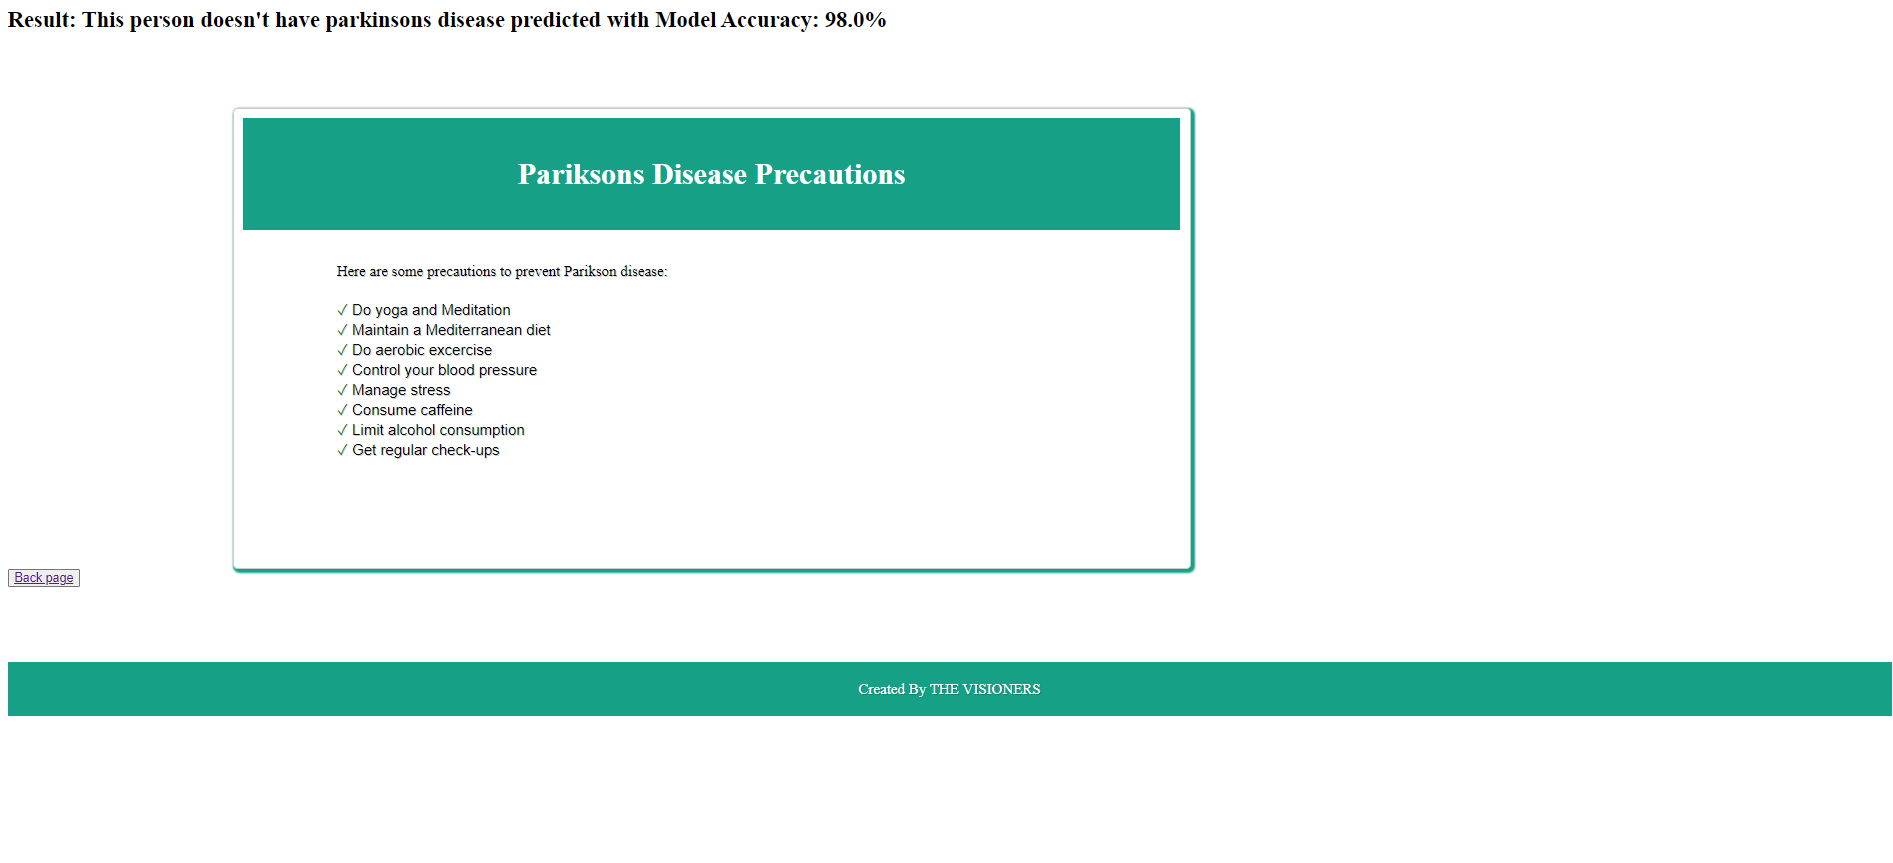 Result: This person doesn't have parkinsons disease predicted with Model Accuracy: 98.0%
Pariksons Disease Precautions
Here are some precautions to prevent Parikson disease:
✓ Do yoga and Meditation
✓ Maintain a Mediterranean diet
✓ Do aerobic excercise
✓ Control your blood pressure
✓ Manage stress
✓ Consume caffeine
✓ Limit alcohol consumption
✓ Get regular check-ups
Back page
Created By THE VISIONERS